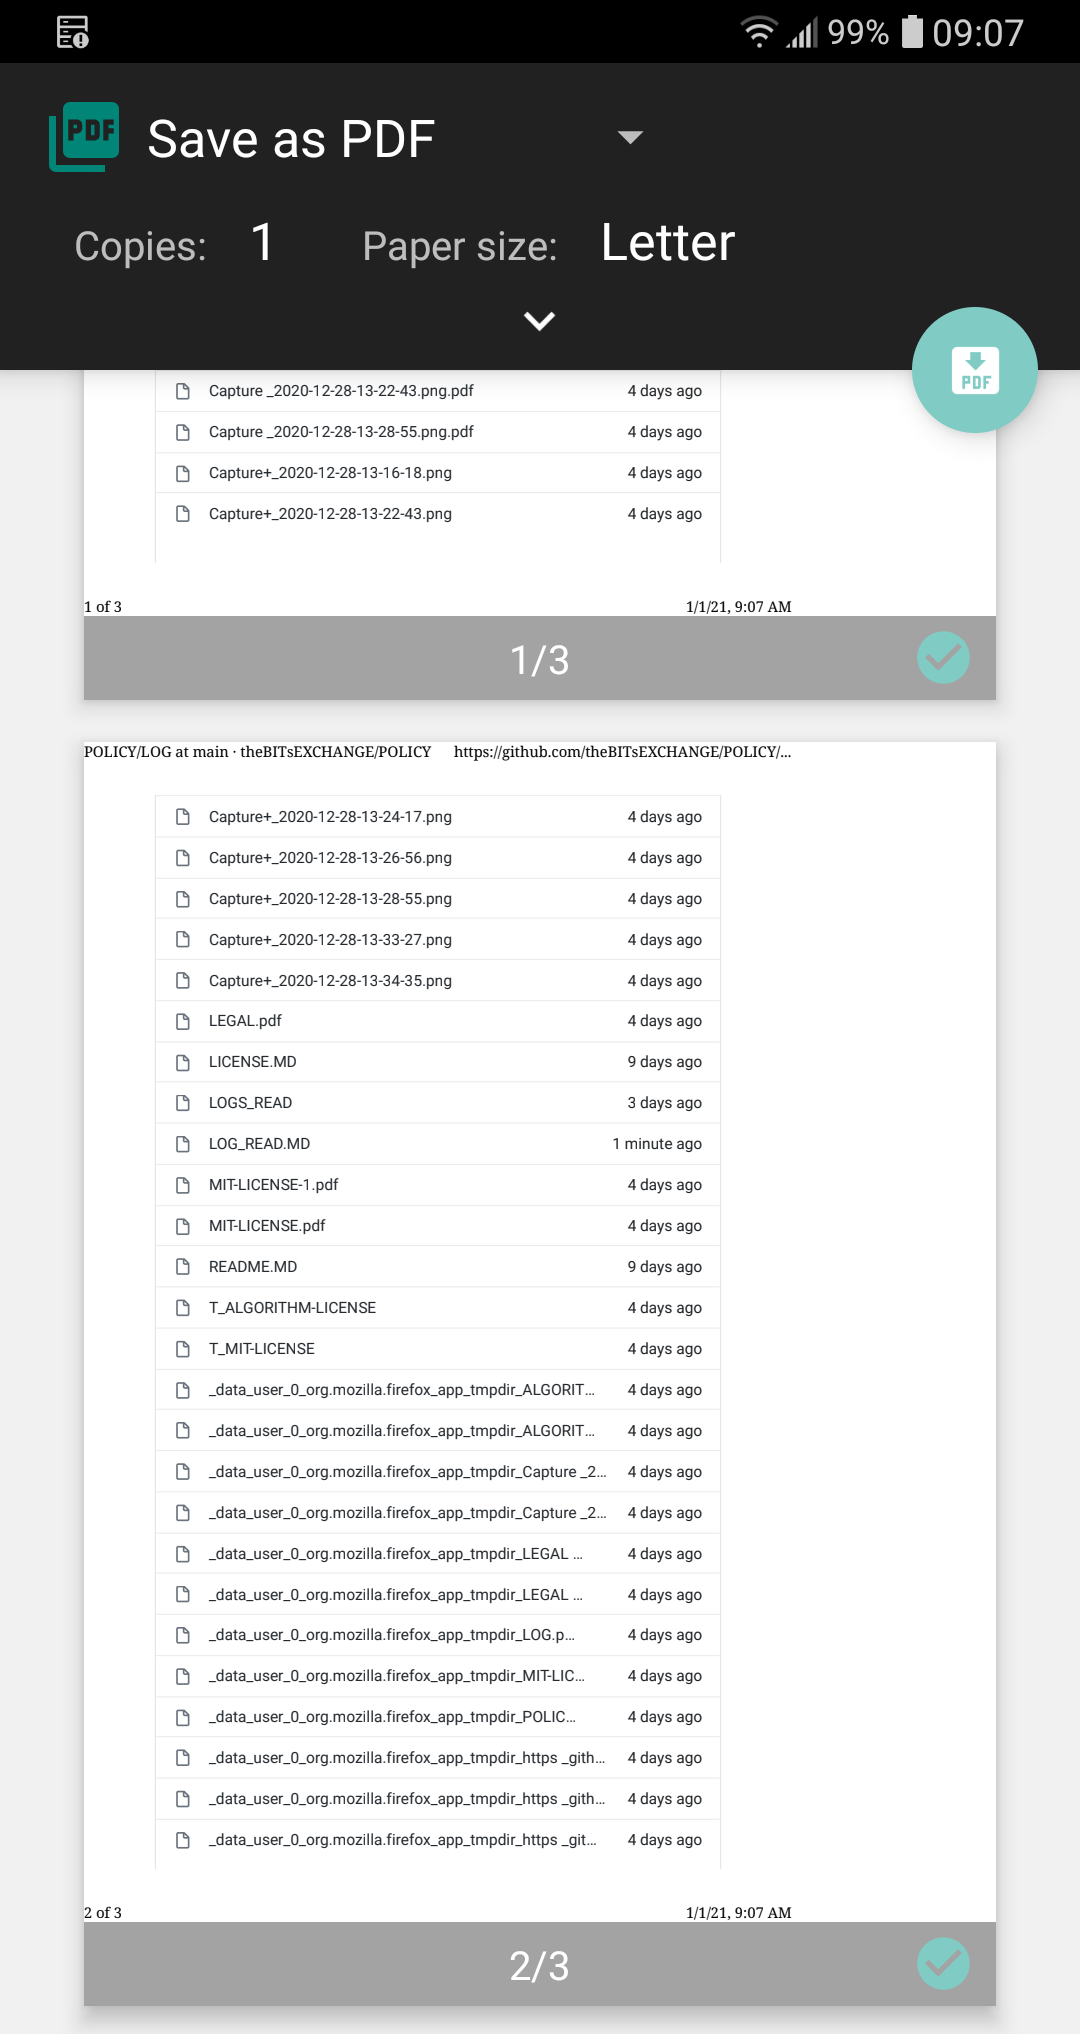 99% 09:07
PDF Save as PDF
Copies: 1 Paper size: Letter
PDF
Capture _2020-12-28-13-22-43.png.pdf 4 days ago
Capture _2020-12-28-13-28-55.png.pdf 4 days ago
Capture+_2020-12-28-13-16-18.png 4 days ago
Capture+_2020-12-28-13-22-43.png 4 days ago
1 of 3 1/1/21, 9:07 AM
1/3
POLICY/LOG at main · theBITsEXCHANGE/POLICY https://github.com/theBITsEXCHANGE/POLICY/...
Capture+_2020-12-28-13-24-17.png 4 days ago
Capture+_2020-12-28-13-26-56.png 4 days ago
Capture+_2020-12-28-13-28-55.png 4 days ago
Capture+_2020-12-28-13-33-27.png 4 days ago
Capture+_2020-12-28-13-34-35.png 4 days ago
LEGAL.pdf 4 days ago
LICENSE.MD 9 days ago
LOGS_READ 3 days ago
LOG_READ.MD 1 minute ago
MIT-LICENSE-1.pdf 4 days ago
MIT-LICENSE.pdf 4 days ago
README.MD 9 days ago
T_ALGORITHM-LICENSE 4 days ago
T_MIT-LICENSE 4 days ago
_data_user_0_org.mozilla.firefox_app_tmpdir_ALGORIT... 4 days ago
_data_user_0_org.mozilla.firefox_app_tmpdir_ALGORIT... 4 days ago
_data_user_0_org.mozilla.firefox_app_tmpdir_Capture _2... 4 days ago
_data_user_0_org.mozilla.firefox_app_tmpdir_Capture _2... 4 days ago
_data_user_0_org.mozilla.firefox_app_tmpdir_LEGAL ... 4 days ago
_data_user_0_org.mozilla.firefox_app_tmpdir_LEGAL ... 4 days ago
_data_user_0_org.mozilla.firefox_app_tmpdir_LOG.p... 4 days ago
_data_user_0_org.mozilla.firefox_app_tmpdir_MIT-LIC... 4 days ago
_data_user_0_org.mozilla.firefox_app_tmpdir_POLIC... 4 days ago
_data_user_0_org.mozilla.firefox_app_tmpdir_https _gith... 4 days ago
_data_user_0_org.mozilla.firefox_app_tmpdir_https _gith... 4 days ago
_data_user_0_org.mozilla.firefox_app_tmpdir_https _git... 4 days ago
2 of 3 1/1/21, 9:07 AM
2/3